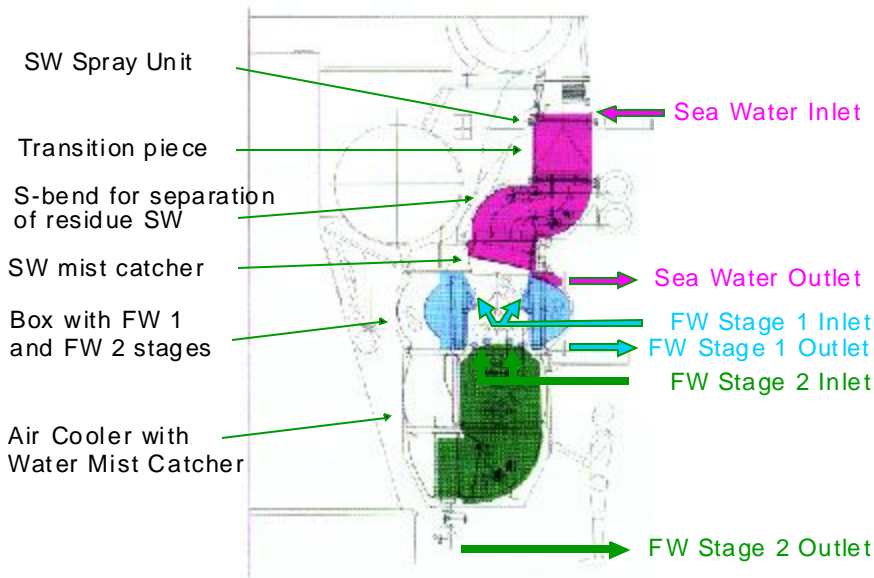 SW Spray Unit
Transition piece
S-bend for separation
of residue SW
SW mist catcher
Box with FW 1
and FW 2 stages
Air Cooler with
Water Mist Catcher
Sea Water Inlet
Sea Water Outlet
FW Stage 1 Inlet
FW Stage 1 Outlet
FW Stage 2 Inlet
FW Stage 2 Outlet